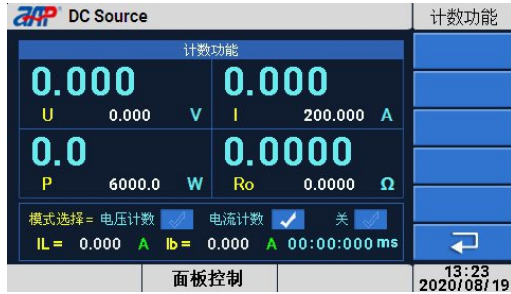 AAP DC Source 计数功能
计数功能
0.000 0.000
U 0.000 V I 200.000 A
0.0 0.0000
P 6000.0 W Ro 0.0000 Ω
模式选择= 电压计数 电流计数 关
IL= 0.000 A Ib= 0.000 A 00:00:000 ms
面板控制 13:23
2020/08/19